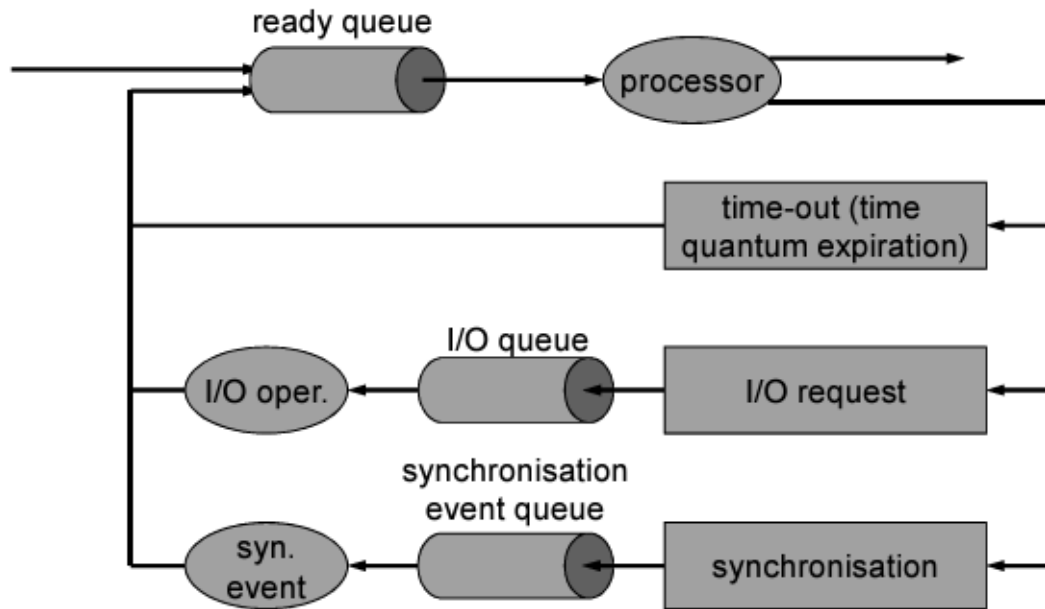 ready queue
processor
time-out (time
quantum expiration)
I/O queue
I/O oper.
I/O request
synchronisation
event queue
syn.
event
synchronisation